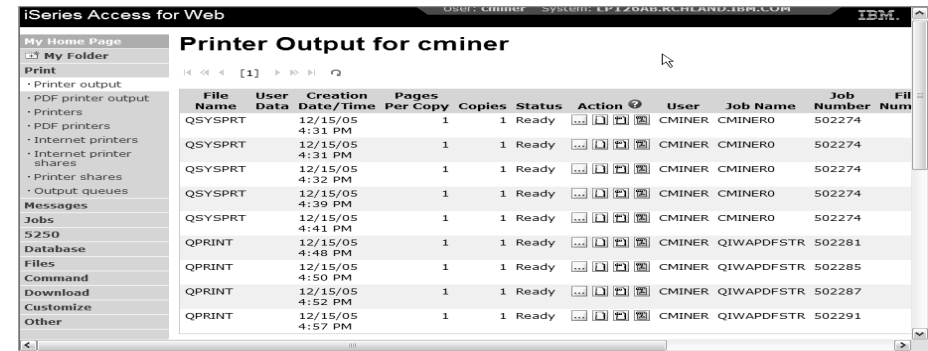 iSeries Access for Web
User: cminer System: LP126AB.RCHLAND.IBM.COM
IBM.
My Home Page
My Folder
Print
· Printer output
· PDF printer output
· Printers
· PDF printers
· Internet printers
· Internet printer
shares
· Printer shares
· Output queues
Messages
Jobs
5250
Database
Files
Command
Download
Customize
Other
Printer Output for cminer
[1]
File Name User Data Creation Date/Time Pages Per Copy Copies Status Action ? User Job Name Job Number Fil Num
QSYSPRT 12/15/05 4:31 PM 1 1 Ready ... CMINER CMINER0 502274
QSYSPRT 12/15/05 4:31 PM 1 1 Ready ... CMINER CMINER0 502274
QSYSPRT 12/15/05 4:32 PM 1 1 Ready ... CMINER CMINER0 502274
QSYSPRT 12/15/05 4:39 PM 1 1 Ready ... CMINER CMINER0 502274
QSYSPRT 12/15/05 4:41 PM 1 1 Ready ... CMINER CMINER0 502274
QPRINT 12/15/05 4:48 PM 1 1 Ready ... CMINER QIWAPDFSTR 502281
QPRINT 12/15/05 4:50 PM 1 1 Ready ... CMINER QIWAPDFSTR 502285
QPRINT 12/15/05 4:52 PM 1 1 Ready ... CMINER QIWAPDFSTR 502287
QPRINT 12/15/05 4:57 PM 1 1 Ready ... CMINER QIWAPDFSTR 502291